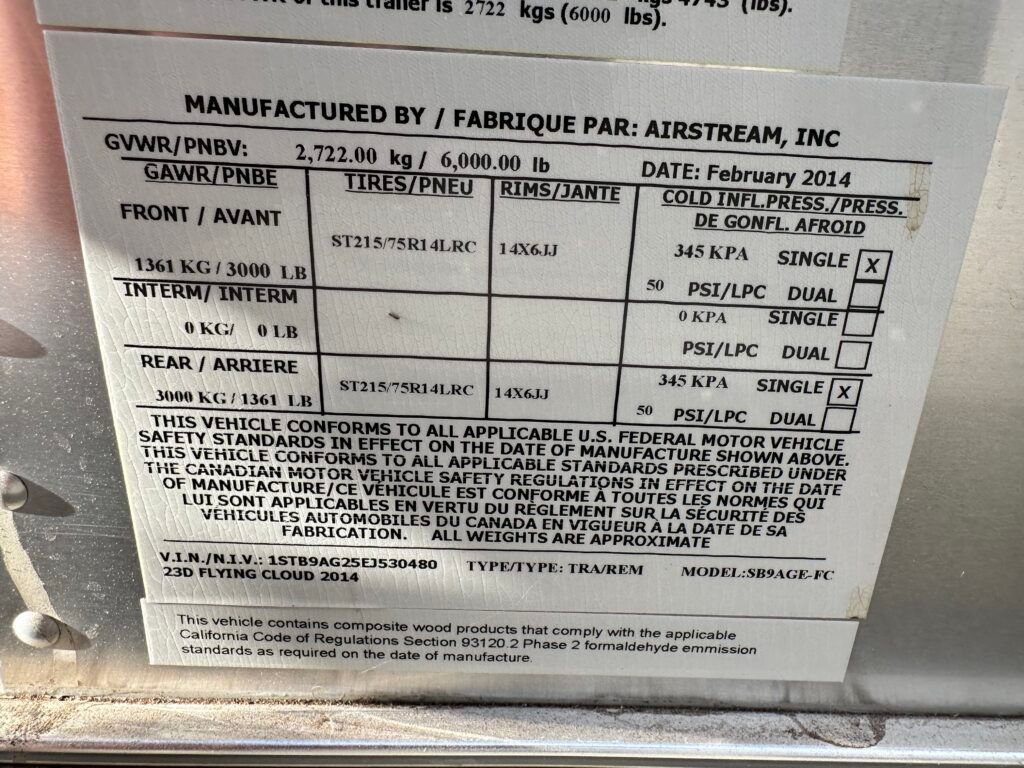 of this trailer is 2722 kgs (6000 lbs).
(lbs).
MANUFACTURED BY / FABRIQUE PAR: AIRSTREAM, INC
GVWR/PNBV: 2,722.00 kg / 6,000.00 lb DATE: February 2014
GAWR/PNBE TIRES/PNEU RIMS/JANTE COLD INFL.PRESS./PRESS.
DE GONFL. AFROID
FRONT / AVANT
ST215/75R14LRC 14X6JJ 345 KPA SINGLE X
1361 KG / 3000 LB 50 PSI/LPC DUAL
INTERM/ INTERM 0 KPA SINGLE
0 KG/ 0 LB PSI/LPC DUAL
REAR / ARRIERE ST215/75R14LRC 14X6JJ 345 KPA SINGLE X
3000 KG / 1361 LB 50 PSI/LPC DUAL
THIS VEHICLE CONFORMS TO ALL APPLICABLE U.S. FEDERAL MOTOR VEHICLE
SAFETY STANDARDS IN EFFECT ON THE DATE OF MANUFACTURE SHOWN ABOVE.
THIS VEHICLE CONFORMS TO ALL APPLICABLE STANDARDS PRESCRIBED UNDER
THE CANADIAN MOTOR VEHICLE SAFETY REGULATIONS IN EFFECT ON THE DATE
OF MANUFACTURE/CE VÉHICULE EST CONFORME À TOUTES LES NORMES QUI
LUI SONT APPLICABLES EN VERTU DU RÈGLEMENT SUR LA SÉCURITÉ DES
VÉHICULES AUTOMOBILES DU CANADA EN VIGUEUR À LA DATE DE SA
FABRICATION. ALL WEIGHTS ARE APPROXIMATE
V.I.N./N.I.V.: 1STB9AG25EJ530480 TYPE/TYPE: TRA/REM MODEL:SB9AGE-FC
23D FLYING CLOUD 2014
This vehicle contains composite wood products that comply with the applicable
California Code of Regulations Section 93120.2 Phase 2 formaldehyde emmission
standards as required on the date of manufacture.